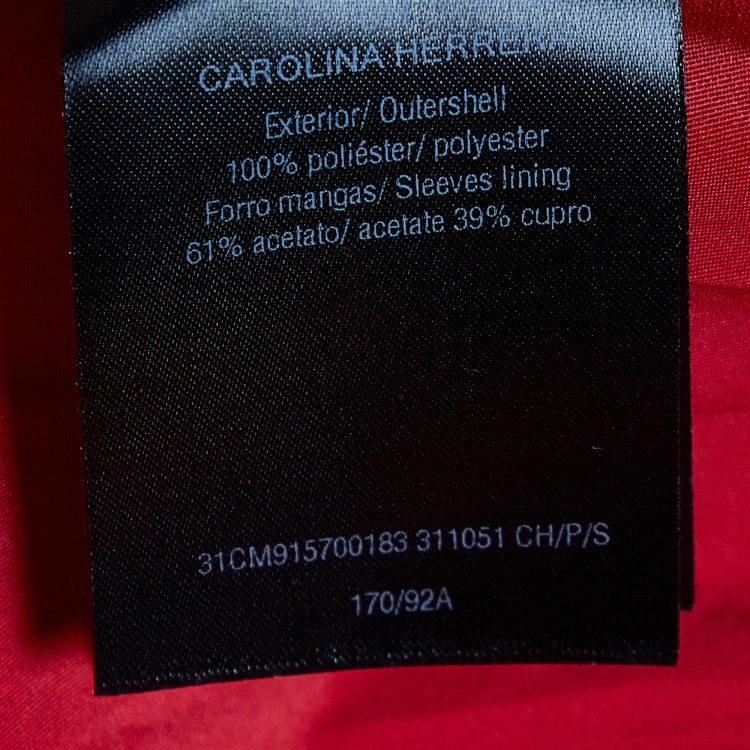 CAROLINA HERRERA
Exterior/ Outershell
100% poliéster/ polyester
Forro mangas/ Sleeves lining
61% acetato/ acetate 39% cupro
31CM915700183 311051 CH/P/S
170/92A